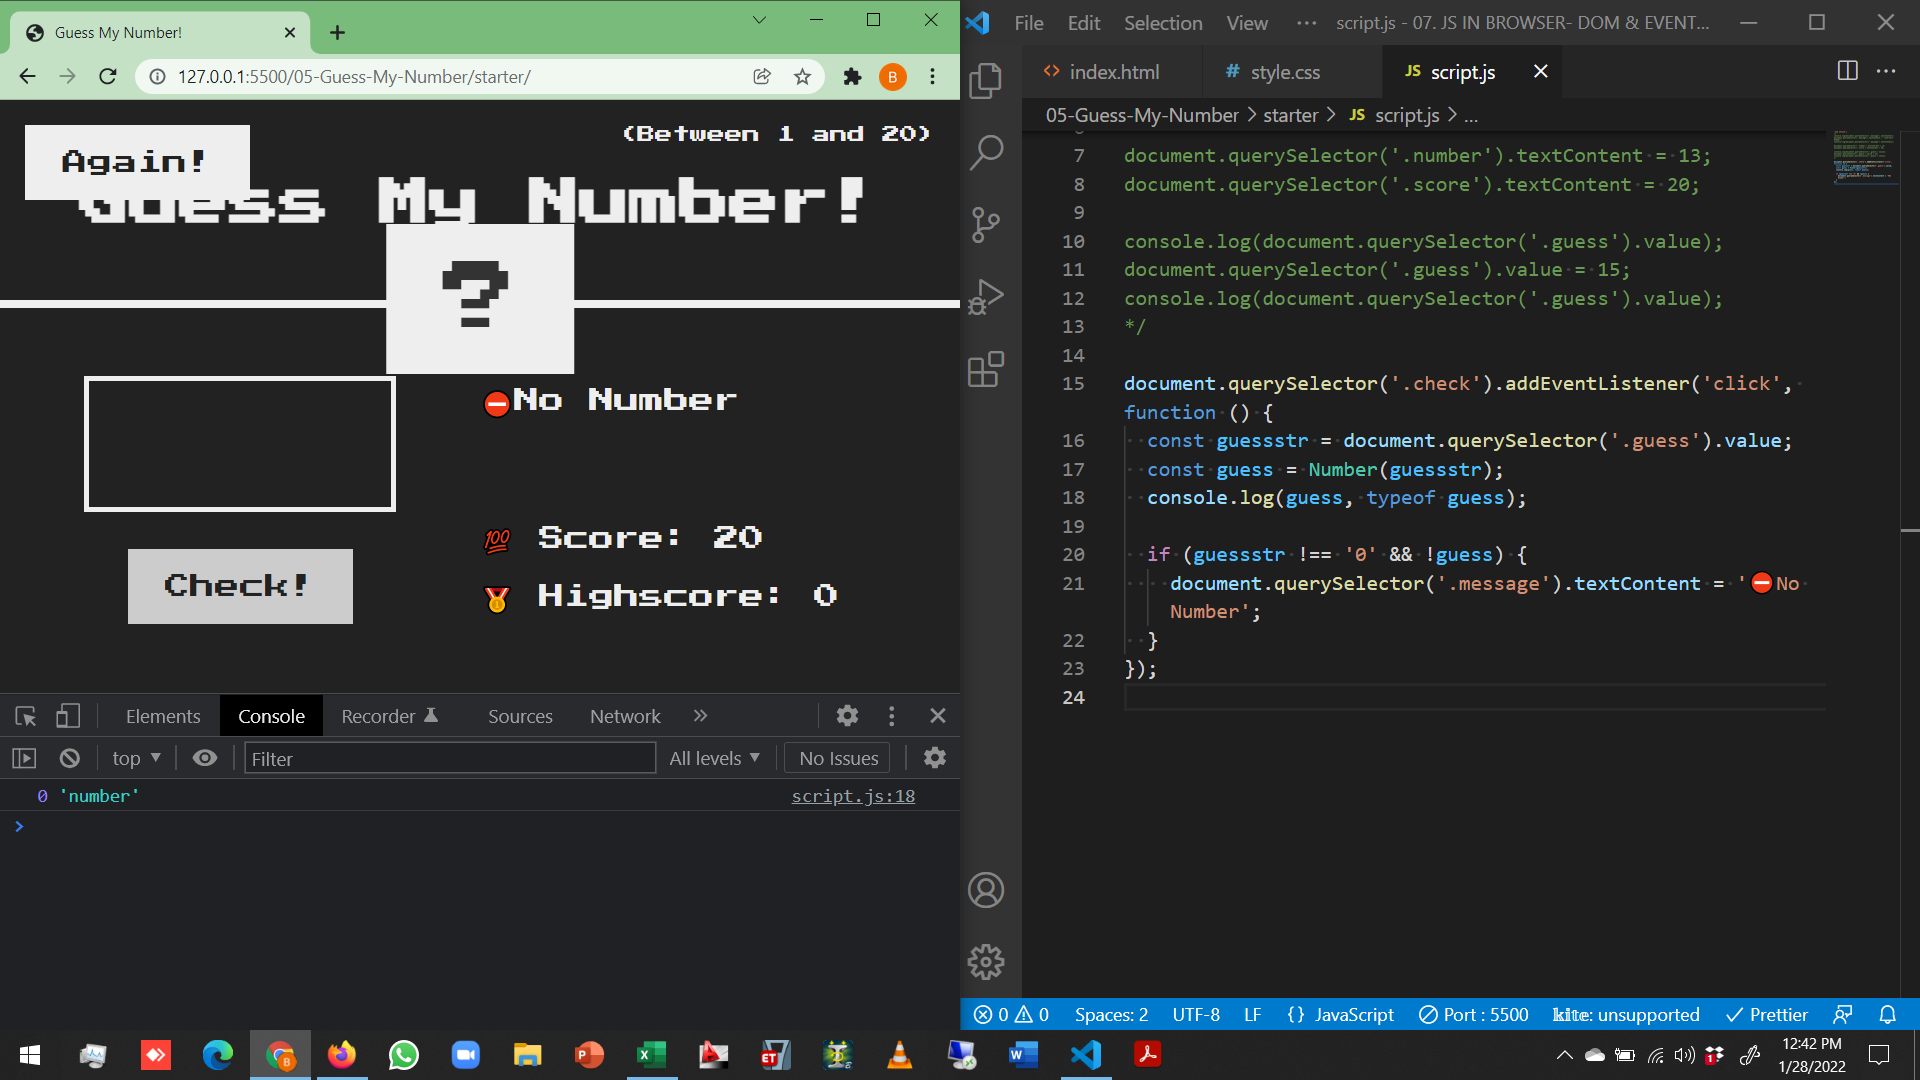 Guess My Number!
127.0.0.1:5500/05-Guess-My-Number/starter/
B
(Between 1 and 20)
Again!
Guess My Number!
?
⛔No Number
💯 Score: 20
Check!
🥇 Highscore: 0
Elements Console Recorder Sources Network
top Filter All levels No Issues
0 'number' script.js:18
>
File Edit Selection View ··· script.js - 07. JS IN BROWSER- DOM & EVENT...
index.html # style.css JS script.js
05-Guess-My-Number > starter > JS script.js > ...
7 document.querySelector('.number').textContent = 13;
8 document.querySelector('.score').textContent = 20;
9
10 console.log(document.querySelector('.guess').value);
11 document.querySelector('.guess').value = 15;
12 console.log(document.querySelector('.guess').value);
13 */
14
15 document.querySelector('.check').addEventListener('click',
function () {
16 const guessstr = document.querySelector('.guess').value;
17 const guess = Number(guessstr);
18 console.log(guess, typeof guess);
19
20 if (guessstr !== '0' && !guess) {
21 document.querySelector('.message').textContent = '⛔No
Number';
22 }
23 });
24
0 0 Spaces: 2 UTF-8 LF {} JavaScript Port : 5500 kite: unsupported Prettier
12:42 PM
1/28/2022